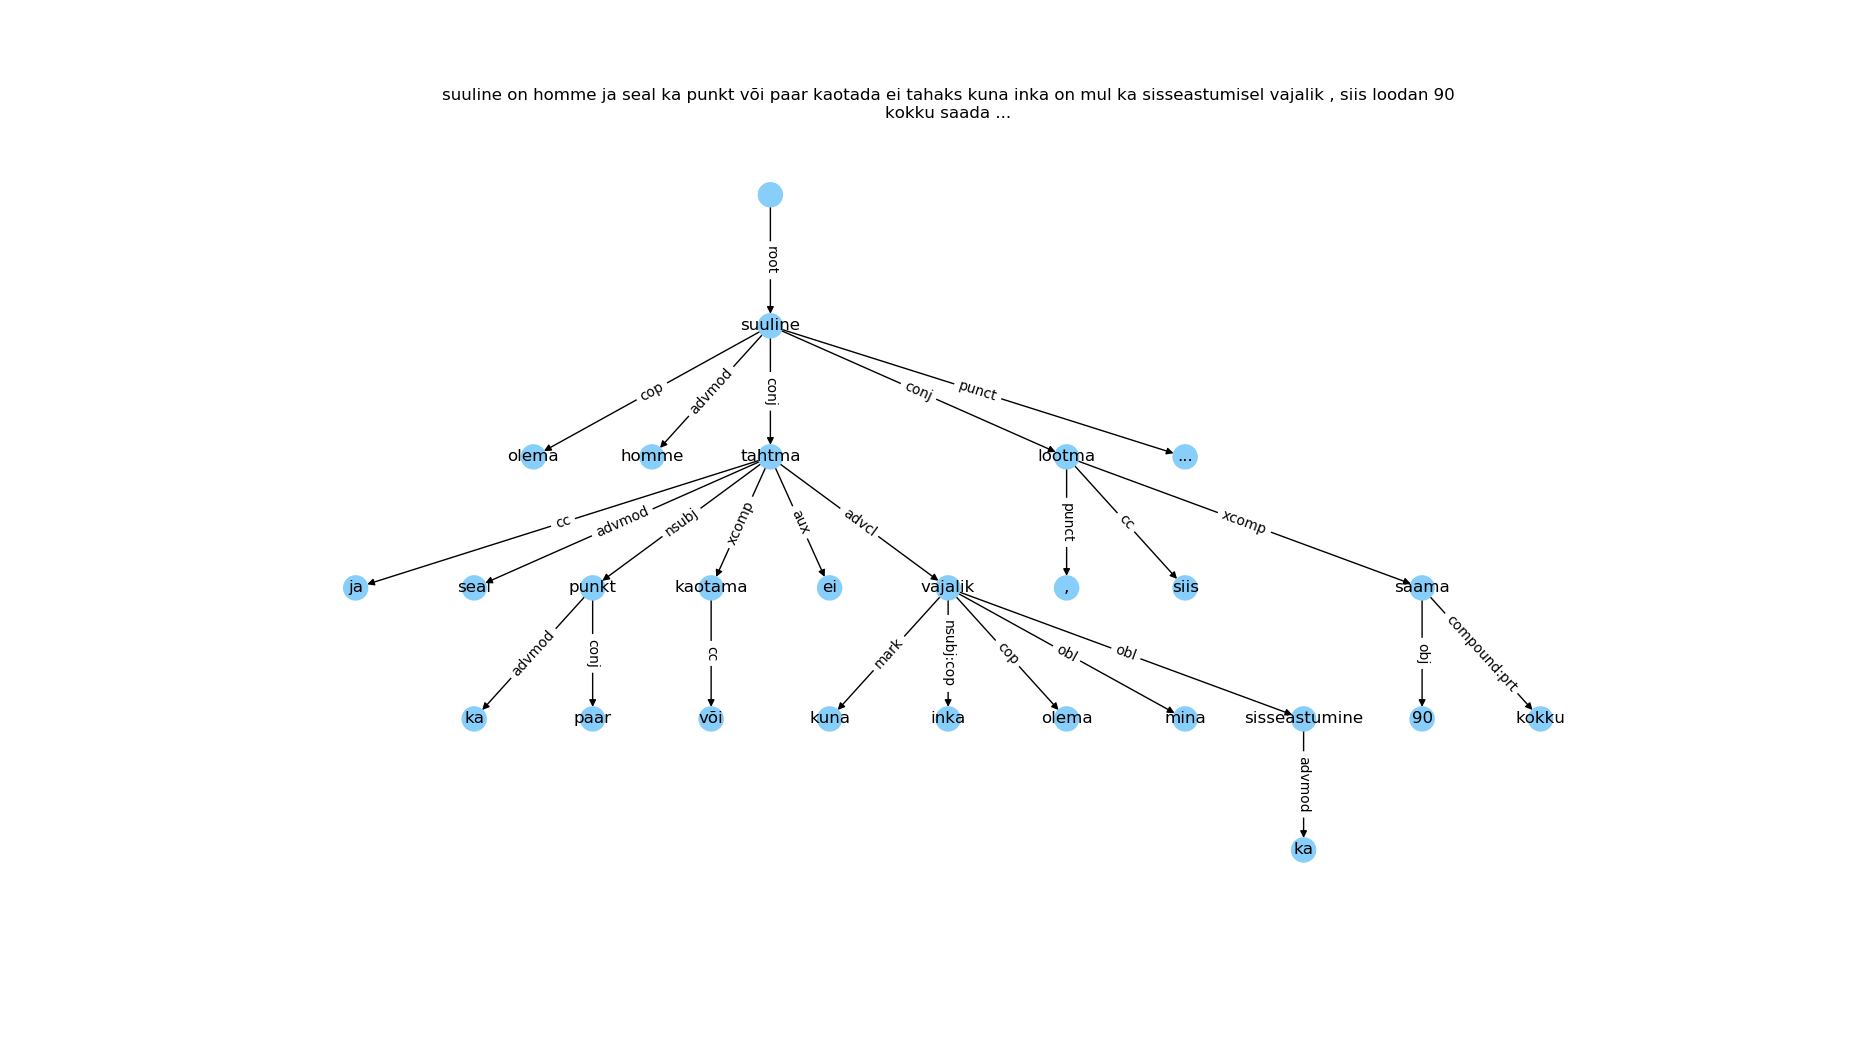 suuline on homme ja seal ka punkt või paar kaotada ei tahaks kuna inka on mul ka sisseastumisel vajalik , siis loodan 90
kokku saada ...
root
suuline
cop advmod conj conj punct
olema homme tahtma lootma ...
cc advmod nsubj xcomp aux advcl punct cc xcomp
ja seal punkt kaotama ei vajalik , siis saama
advmod conj cc mark nsubj:cop cop obl obl obj compound:prt
ka paar või kuna inka olema mina sisseastumine 90 kokku
advmod
ka